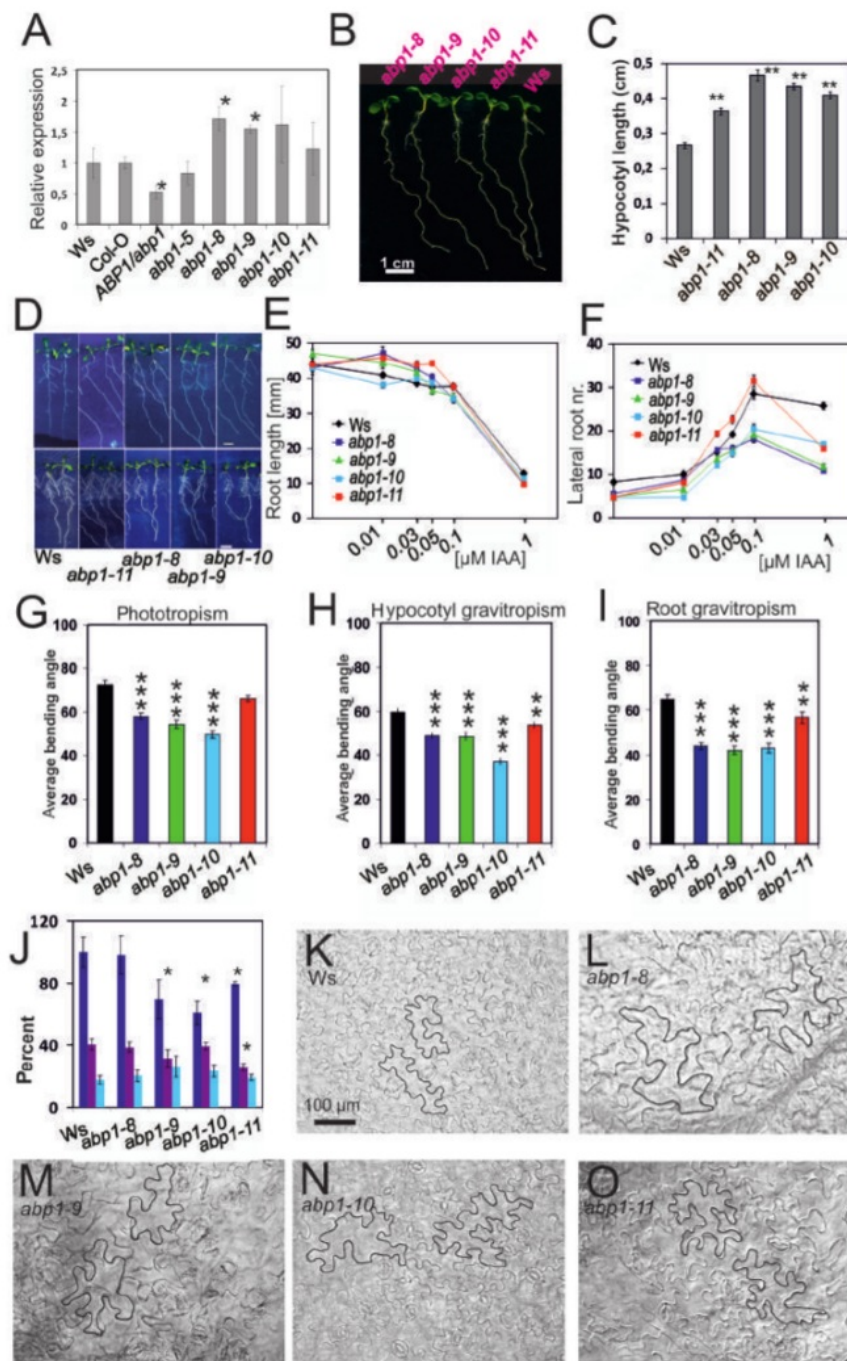 A
Relative expression
2,5
2
1,5
1
0,5
0
*
*
*
Ws
Col-O
ABP1/abp1
abp1-5
abp1-8
abp1-9
abp1-10
abp1-11
B
abp1-8
abp1-9
abp1-10
abp1-11
Ws
1 cm
C
Hypocotyl length (cm)
0,5
0,4
0,3
0,2
0,1
0
**
**
**
**
Ws
abp1-11
abp1-8
abp1-9
abp1-10
D
Ws
abp1-11
abp1-8
abp1-9
abp1-10
E
Root length [mm]
50
40
30
20
10
0
Ws
abp1-8
abp1-9
abp1-10
abp1-11
0.01
0.03
0.05
0.1
1
[µM IAA]
F
Lateral root nr.
40
30
20
10
0
Ws
abp1-8
abp1-9
abp1-10
abp1-11
0.01
0.03
0.05
0.1
1
[µM IAA]
G
Phototropism
Average bending angle
100
80
60
40
20
0
***
***
***
Ws
abp1-8
abp1-9
abp1-10
abp1-11
H
Hypocotyl gravitropism
Average bending angle
100
80
60
40
20
0
***
***
***
**
Ws
abp1-8
abp1-9
abp1-10
abp1-11
I
Root gravitropism
Average bending angle
100
80
60
40
20
0
***
***
***
**
Ws
abp1-8
abp1-9
abp1-10
abp1-11
J
Percent
120
80
40
0
*
*
*
*
Ws
abp1-8
abp1-9
abp1-10
abp1-11
K
Ws
100 µm
L
abp1-8
M
abp1-9
N
abp1-10
O
abp1-11